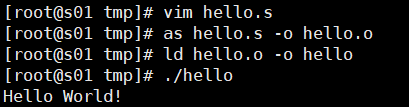 [root@s01 tmp]# vim hello.s
[root@s01 tmp]# as hello.s -o hello.o
[root@s01 tmp]# ld hello.o -o hello
[root@s01 tmp]# ./hello
Hello World!